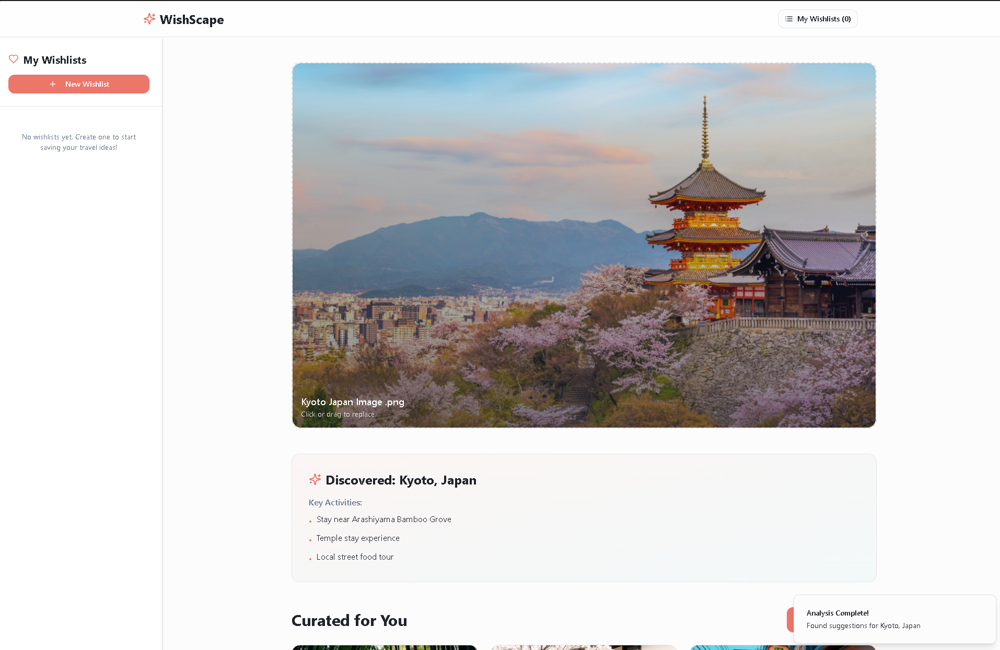 WishScape
My Wishlists (0)
My Wishlists
New Wishlist
No wishlists yet. Create one to start
saving your travel ideas!
Kyoto Japan Image .png
Click or drag to replace
Discovered: Kyoto, Japan
Key Activities:
• Stay near Arashiyama Bamboo Grove
• Temple stay experience
• Local street food tour
Curated for You
Analysis Complete!
Found suggestions for Kyoto, Japan